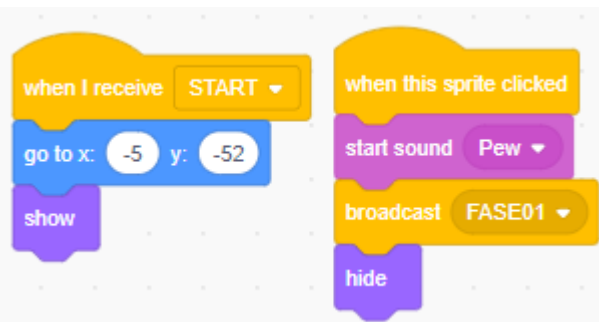 when I receive START
go to x: -5 y: -52
show
when this sprite clicked
start sound Pew
broadcast FASE01
hide